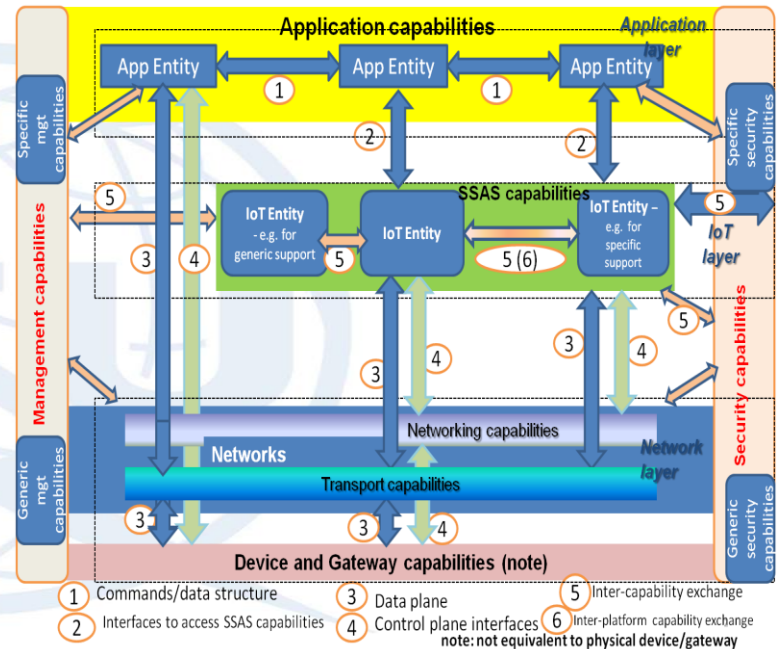 Application capabilities
Application
layer
App Entity
App Entity
App Entity
1
1
Specific
mgt
capabilities
Specific
security
capabilities
2
2
SSAS capabilities
5
IoT Entity
- e.g. for
generic support
5
IoT Entity
5 (6)
IoT Entity –
e.g. for
specific
support
5
IoT
layer
3
4
Management capabilities
Security capabilities
5
3
4
3
4
Networking capabilities
Networks
Network
layer
Transport capabilities
Generic
mgt
capabilities
Generic
security
capabilities
3
3
4
Device and Gateway capabilities (note)
1 Commands/data structure
2 Interfaces to access SSAS capabilities
3 Data plane
4 Control plane interfaces
5 Inter-capability exchange
6 Inter-platform capability exchange
note: not equivalent to physical device/gateway